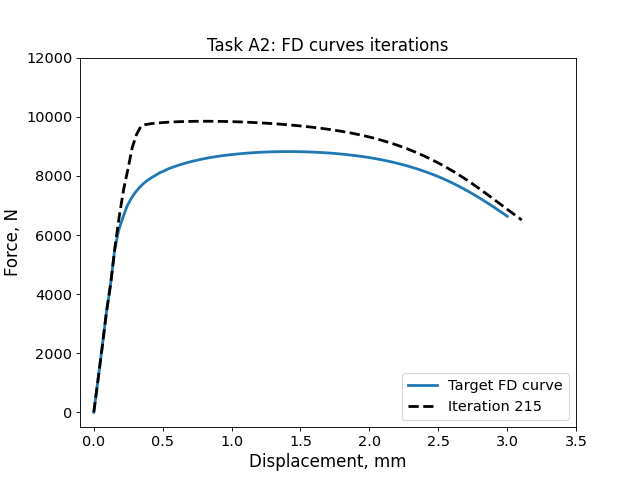 Task A2: FD curves iterations
12000
10000
8000
6000
4000
2000
0
Force, N
0.0 0.5 1.0 1.5 2.0 2.5 3.0 3.5
Displacement, mm
Target FD curve
Iteration 215